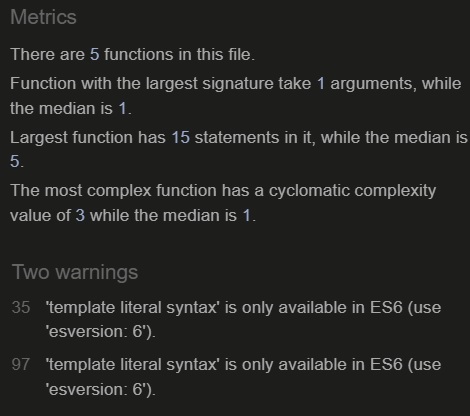 Metrics
There are 5 functions in this file.
Function with the largest signature take 1 arguments, while
the median is 1.
Largest function has 15 statements in it, while the median is
5.
The most complex function has a cyclomatic complexity
value of 3 while the median is 1.
Two warnings
35 'template literal syntax' is only available in ES6 (use
'esversion: 6').
97 'template literal syntax' is only available in ES6 (use
'esversion: 6').